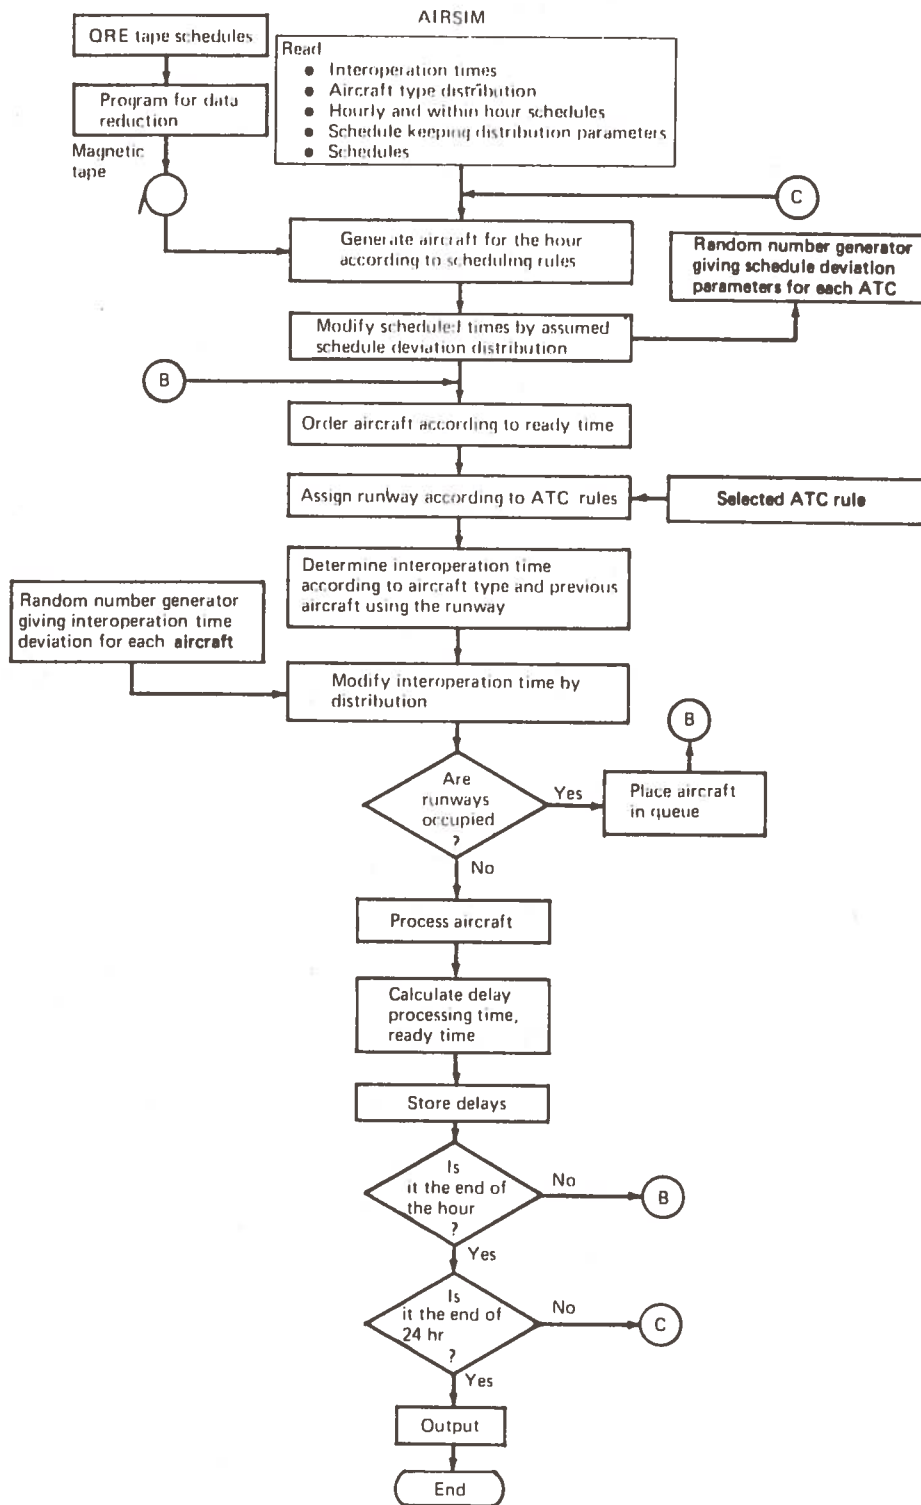 AIRSIM
QRE tape schedules
Program for data
reduction
Magnetic
tape
Read
● Interoperation times
● Aircraft type distribution
● Hourly and within hour schedules
● Schedule keeping distribution parameters
● Schedules
C
Generate aircraft for the hour
according to scheduling rules
Random number generator
giving schedule deviation
parameters for each ATC
Modify scheduled times by assumed
schedule deviation distribution
B
Order aircraft according to ready time
Assign runway according to ATC rules
Selected ATC rule
Determine interoperation time
according to aircraft type and previous
aircraft using the runway
Random number generator
giving interoperation time
deviation for each aircraft
Modify interoperation time by
distribution
B
Are
runways
occupied
?
Yes
Place aircraft
in queue
No
Process aircraft
Calculate delay
processing time,
ready time
Store delays
Is
it the end of
the hour
?
No
B
Yes
Is
it the end of
24 hr
?
No
C
Yes
Output
End